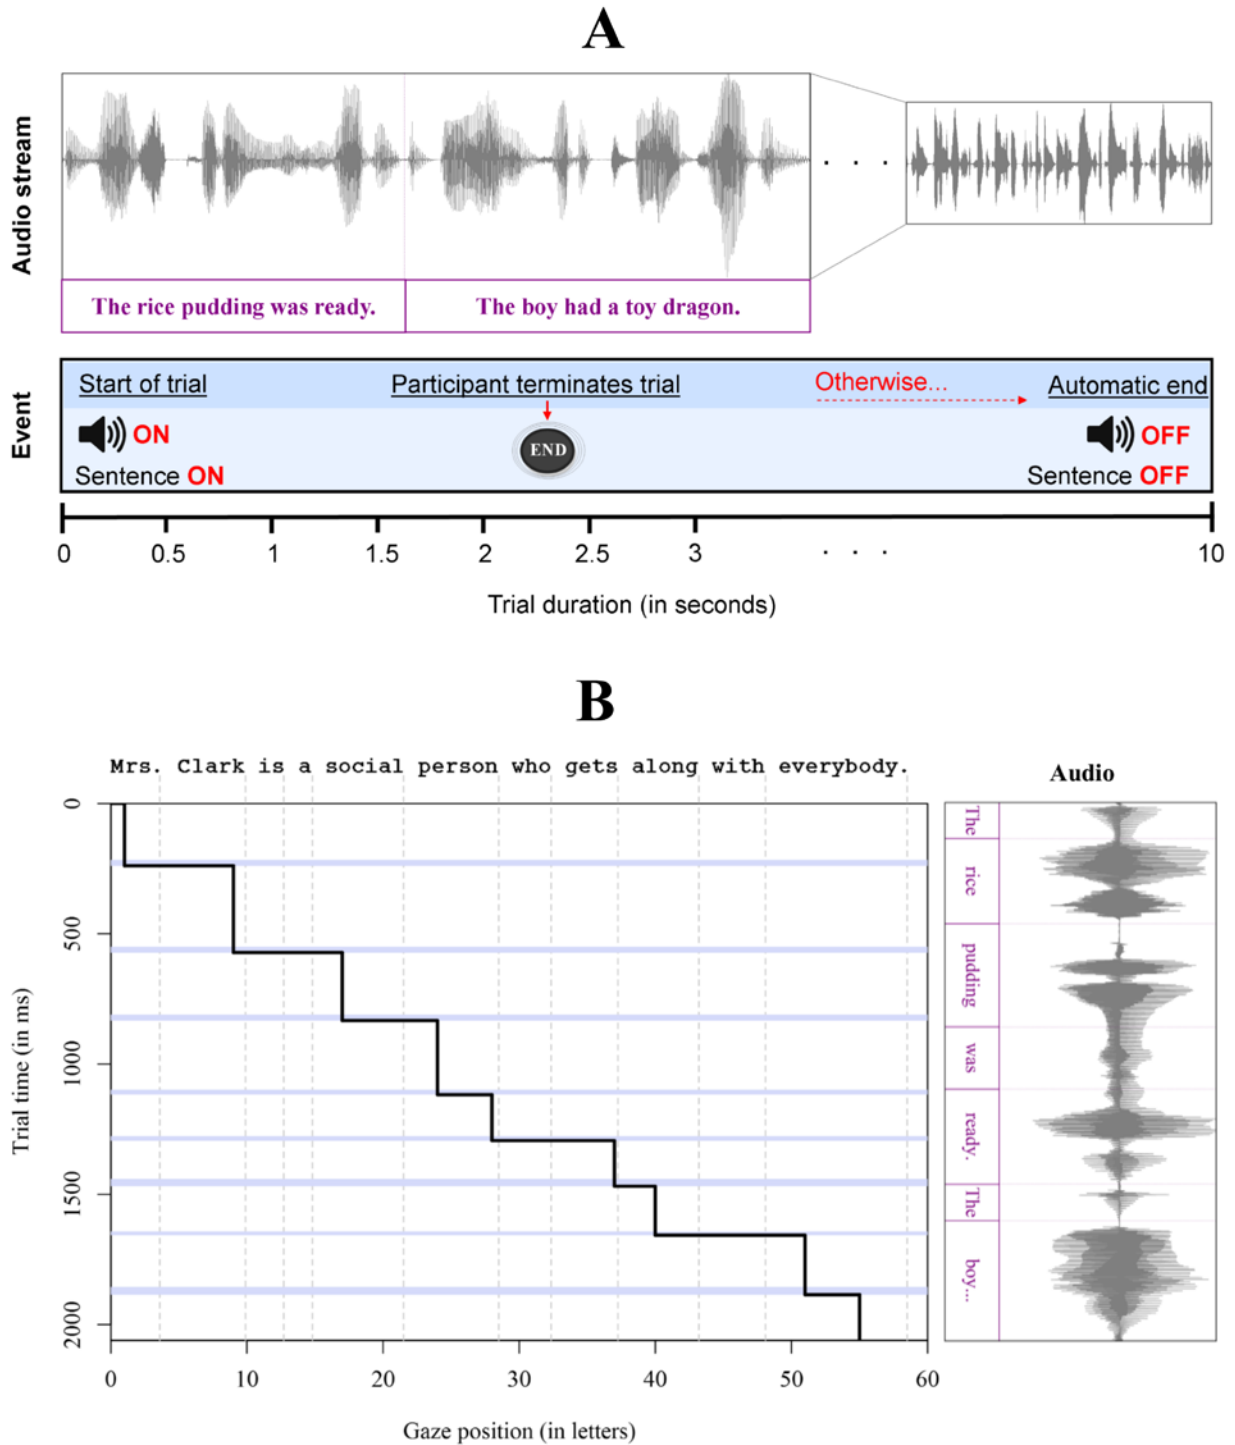 A
Audio stream
The rice pudding was ready. The boy had a toy dragon.
. . .
Event
Start of trial Participant terminates trial Otherwise... Automatic end
ON END OFF
Sentence ON Sentence OFF
0 0.5 1 1.5 2 2.5 3 . . . 10
Trial duration (in seconds)
B
Mrs. Clark is a social person who gets along with everybody.
Audio
Trial time (in ms)
0
500
1000
1500
2000
0 10 20 30 40 50 60
Gaze position (in letters)
The
rice
pudding
was
ready.
The
boy...